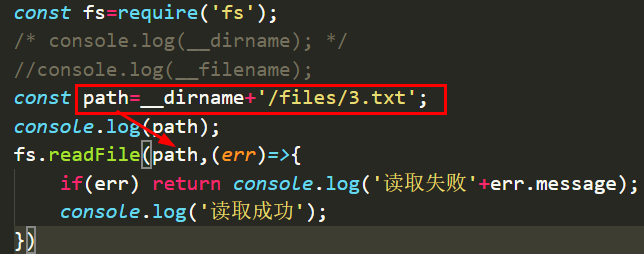 const fs=require('fs');
/* console.log(__dirname); */
//console.log(__filename);
const path=__dirname+'/files/3.txt';
console.log(path);
fs.readFile(path,(err)=>{
    if(err) return console.log('读取失败'+err.message);
    console.log('读取成功');
})